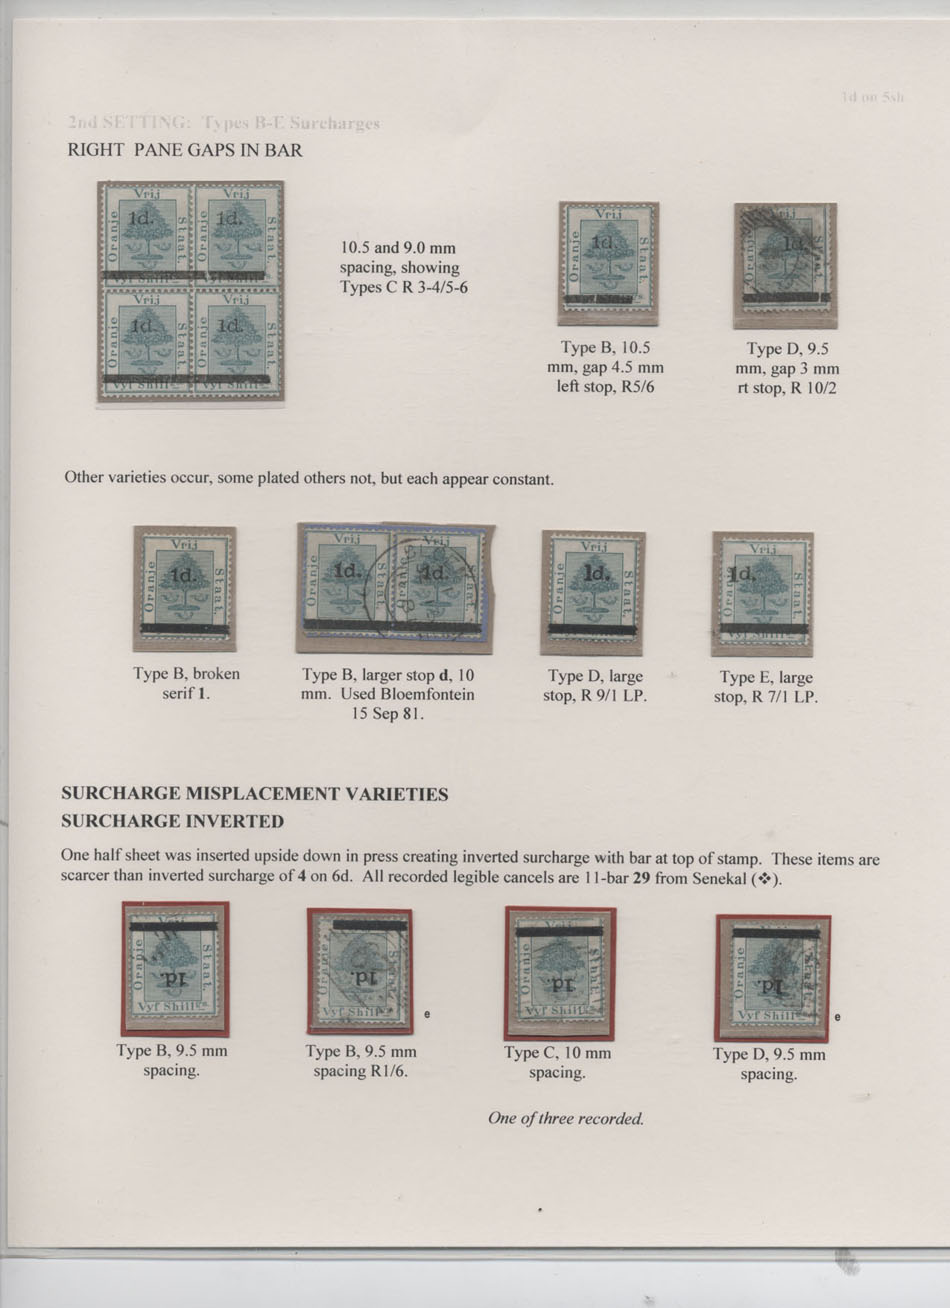 1d on 5sh
2nd SETTING: Types B-E Surcharges
RIGHT PANE GAPS IN BAR
Vrij Vrij
1d. 1d.
Oranje Staat. Oranje Staat.
Vrij Vrij
1d. 1d.
Oranje Staat. Oranje Staat.
Vyf Shill
10.5 and 9.0 mm
spacing, showing
Types C R 3-4/5-6
Vrij
1d.
Oranje Staat.
Type B, 10.5
mm, gap 4.5 mm
left stop, R5/6
Vrij
1d.
Oranje Staat
Type D, 9.5
mm, gap 3 mm
rt stop, R 10/2
Other varieties occur, some plated others not, but each appear constant.
Vrij
1d.
Oranje Staat.
Type B, broken
serif 1.
Vrij Vrij
1d. 1d.
Oranje Staat. Oranje Staat.
Type B, larger stop d, 10
mm. Used Bloemfontein
15 Sep 81.
Vrij
1d.
Oranje Staat.
Type D, large
stop, R 9/1 LP.
Vrij
1d.
Oranje Staat.
Type E, large
stop, R 7/1 LP.
SURCHARGE MISPLACEMENT VARIETIES
SURCHARGE INVERTED
One half sheet was inserted upside down in press creating inverted surcharge with bar at top of stamp. These items are
scarcer than inverted surcharge of 4 on 6d. All recorded legible cancels are 11-bar 29 from Senekal (❖).
Oranje Staat.
1d.
Vyf Shill
Type B, 9.5 mm
spacing.
1d.
Vyf Shill
e
Type B, 9.5 mm
spacing R1/6.
Oranje Staat.
1d.
Vyf Shill
Type C, 10 mm
spacing.
Oranje Staat.
1d.
Vyf Shill
e
Type D, 9.5 mm
spacing.
One of three recorded.